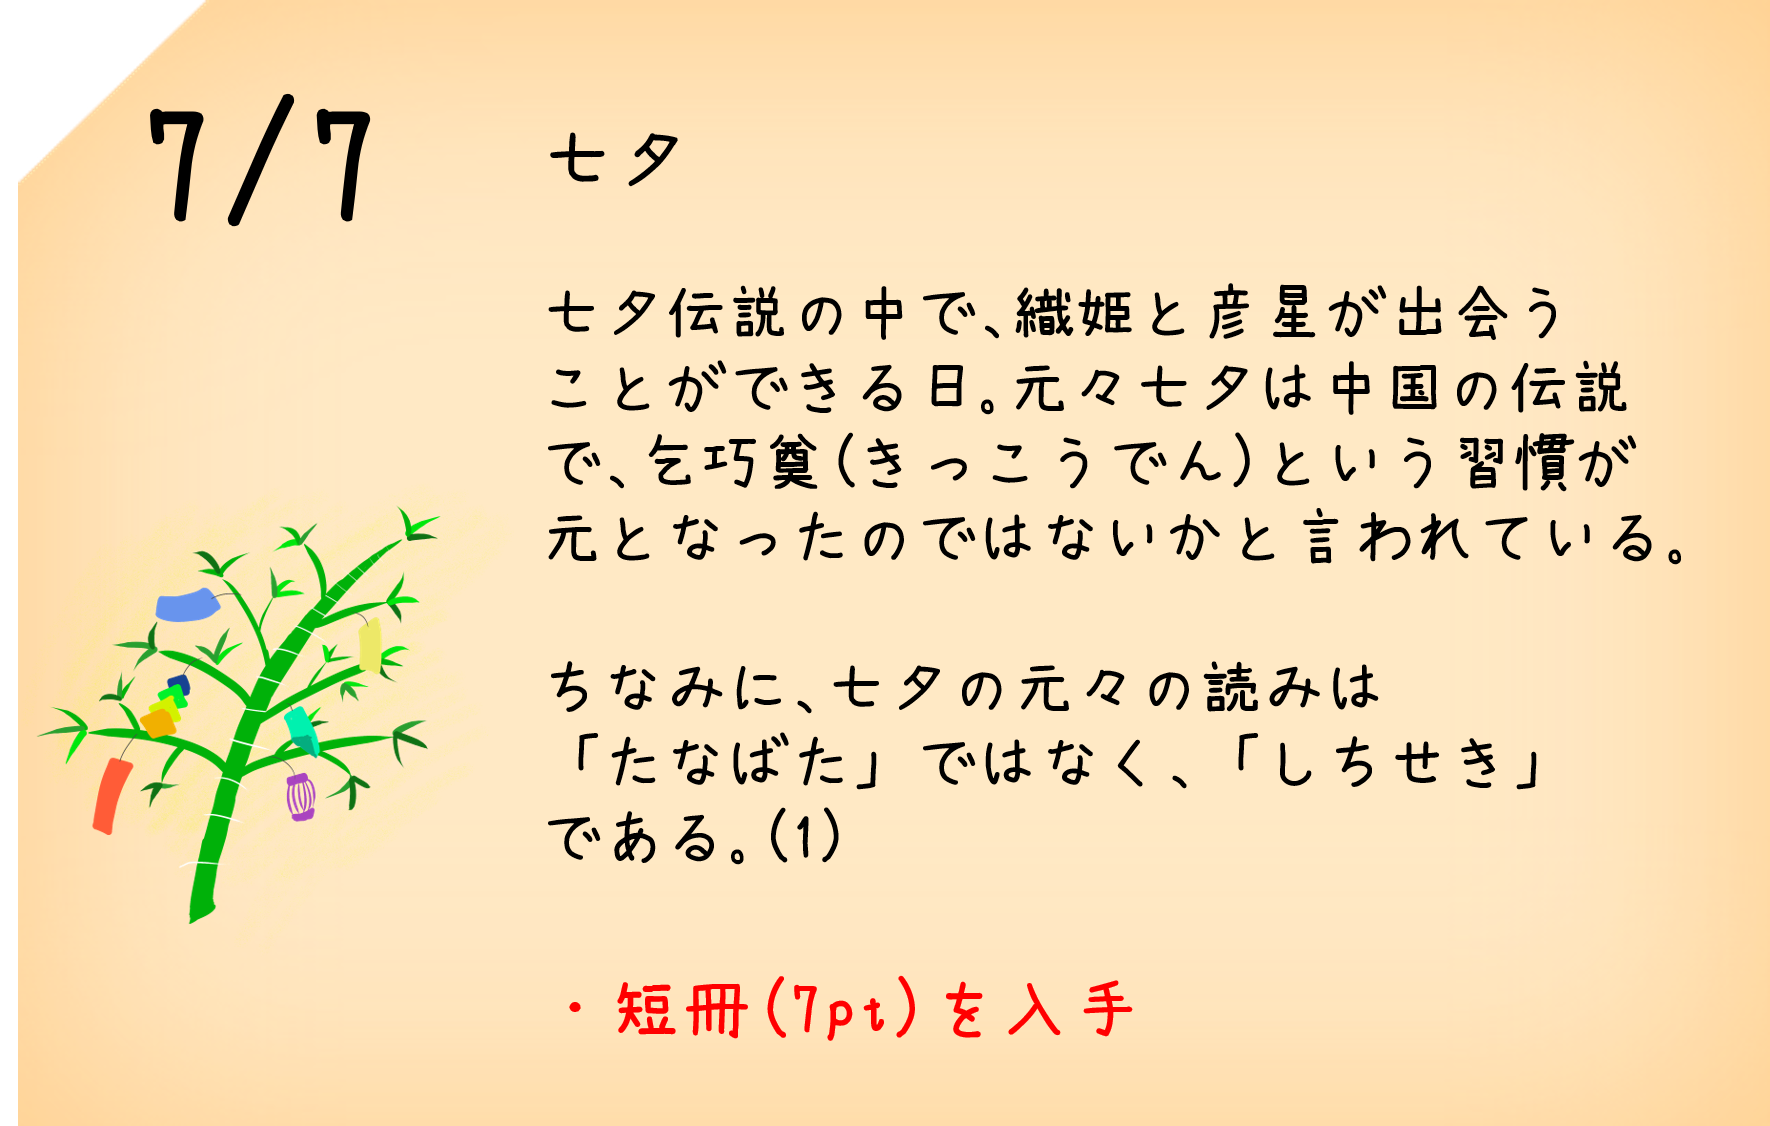 7/7
七夕
七夕伝説の中で、織姫と彦星が出会う
ことができる日。元々七夕は中国の伝説
で、乞巧奠(きっこうでん)という習慣が
元となったのではないかと言われている。
ちなみに、七夕の元々の読みは
「たなばた」ではなく、「しちせき」
である。(1)
・短冊(7pt)を入手